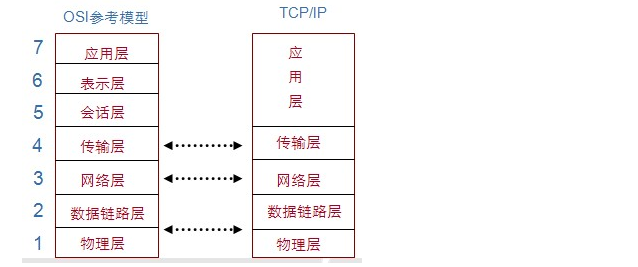 OSI参考模型
TCP/IP
7 应用层
6 表示层
5 会话层
4 传输层
3 网络层
2 数据链路层
1 物理层
应
用
层
传输层
网络层
数据链路层
物理层